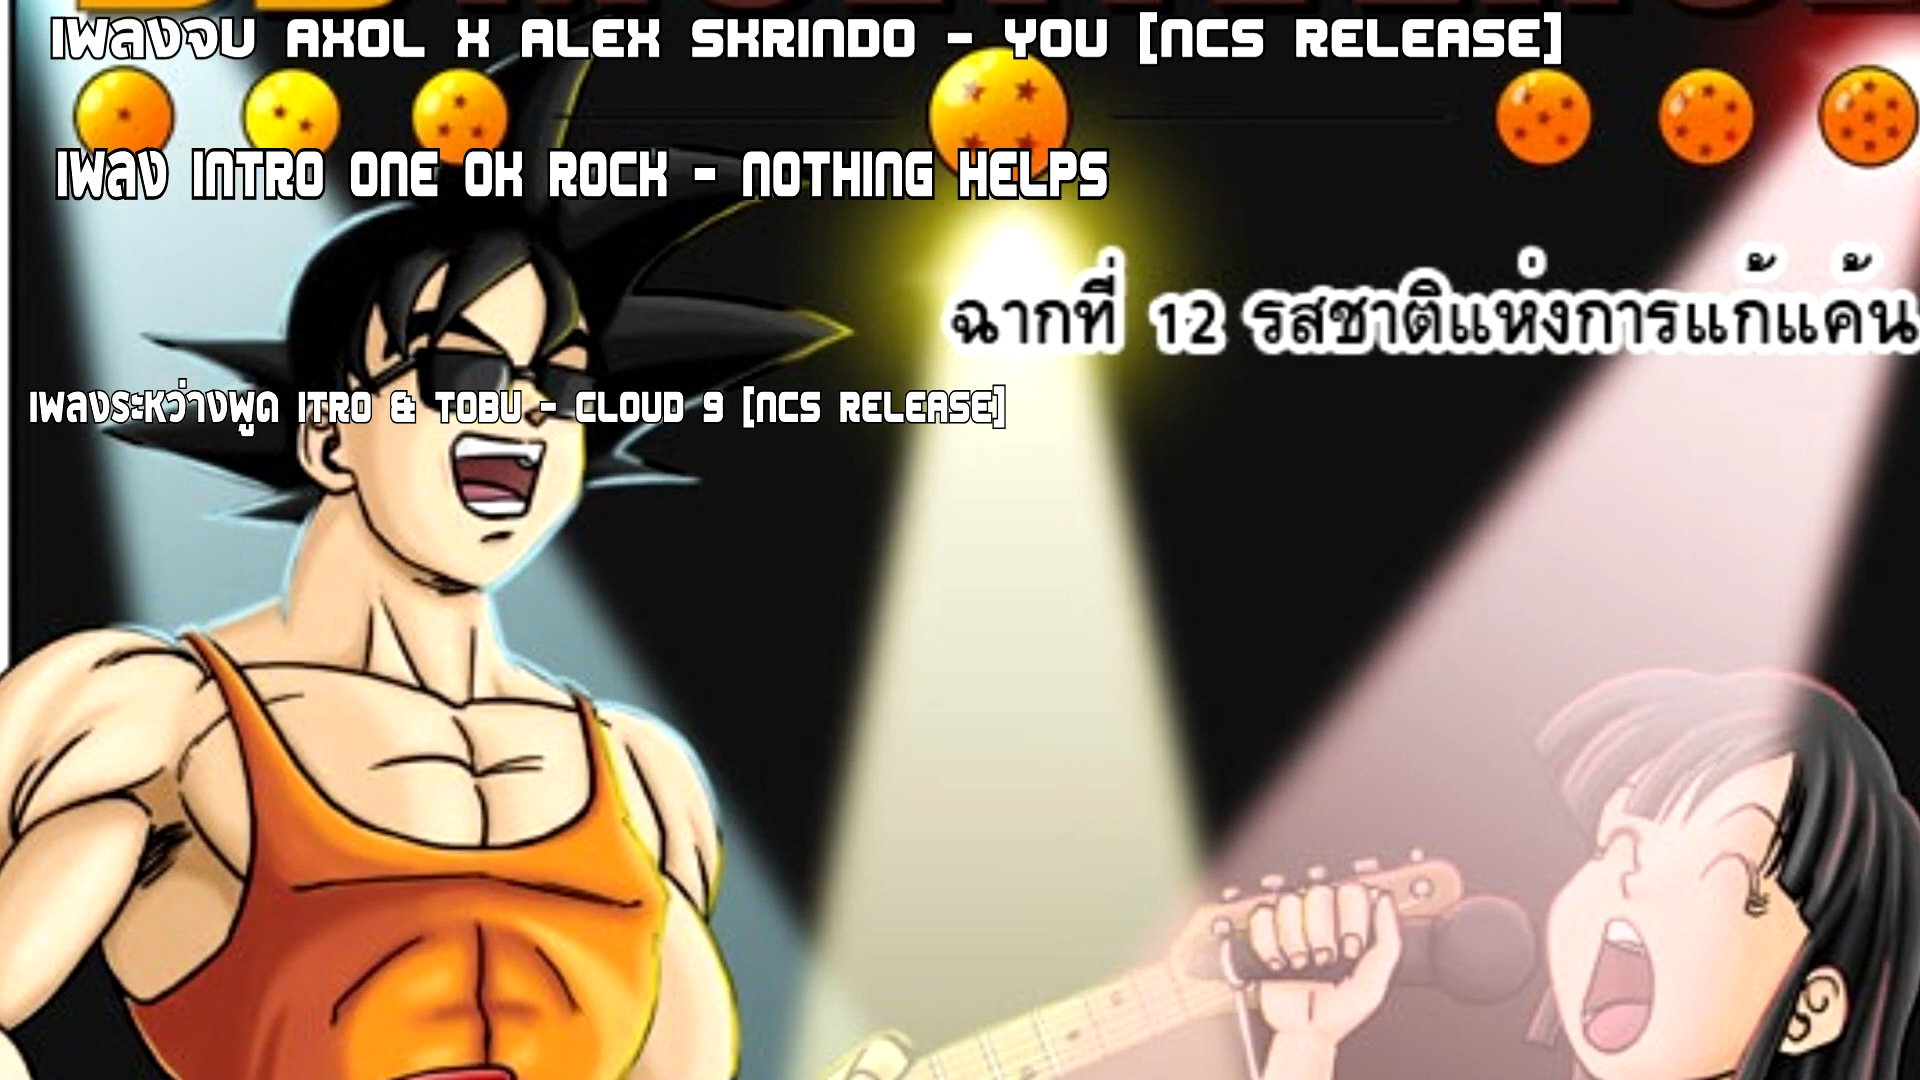 เพลงจบ AXOL X ALEX SKRINDO - YOU [NCS RELEASE]
เพลง INTRO ONE OK ROCK - NOTHING HELPS
ฉากที่ 12 รสชาติแห่งการแก้แค้น
เพลงระหว่างพูด ITRO & TOBU - CLOUD 9 [NCS RELEASE]